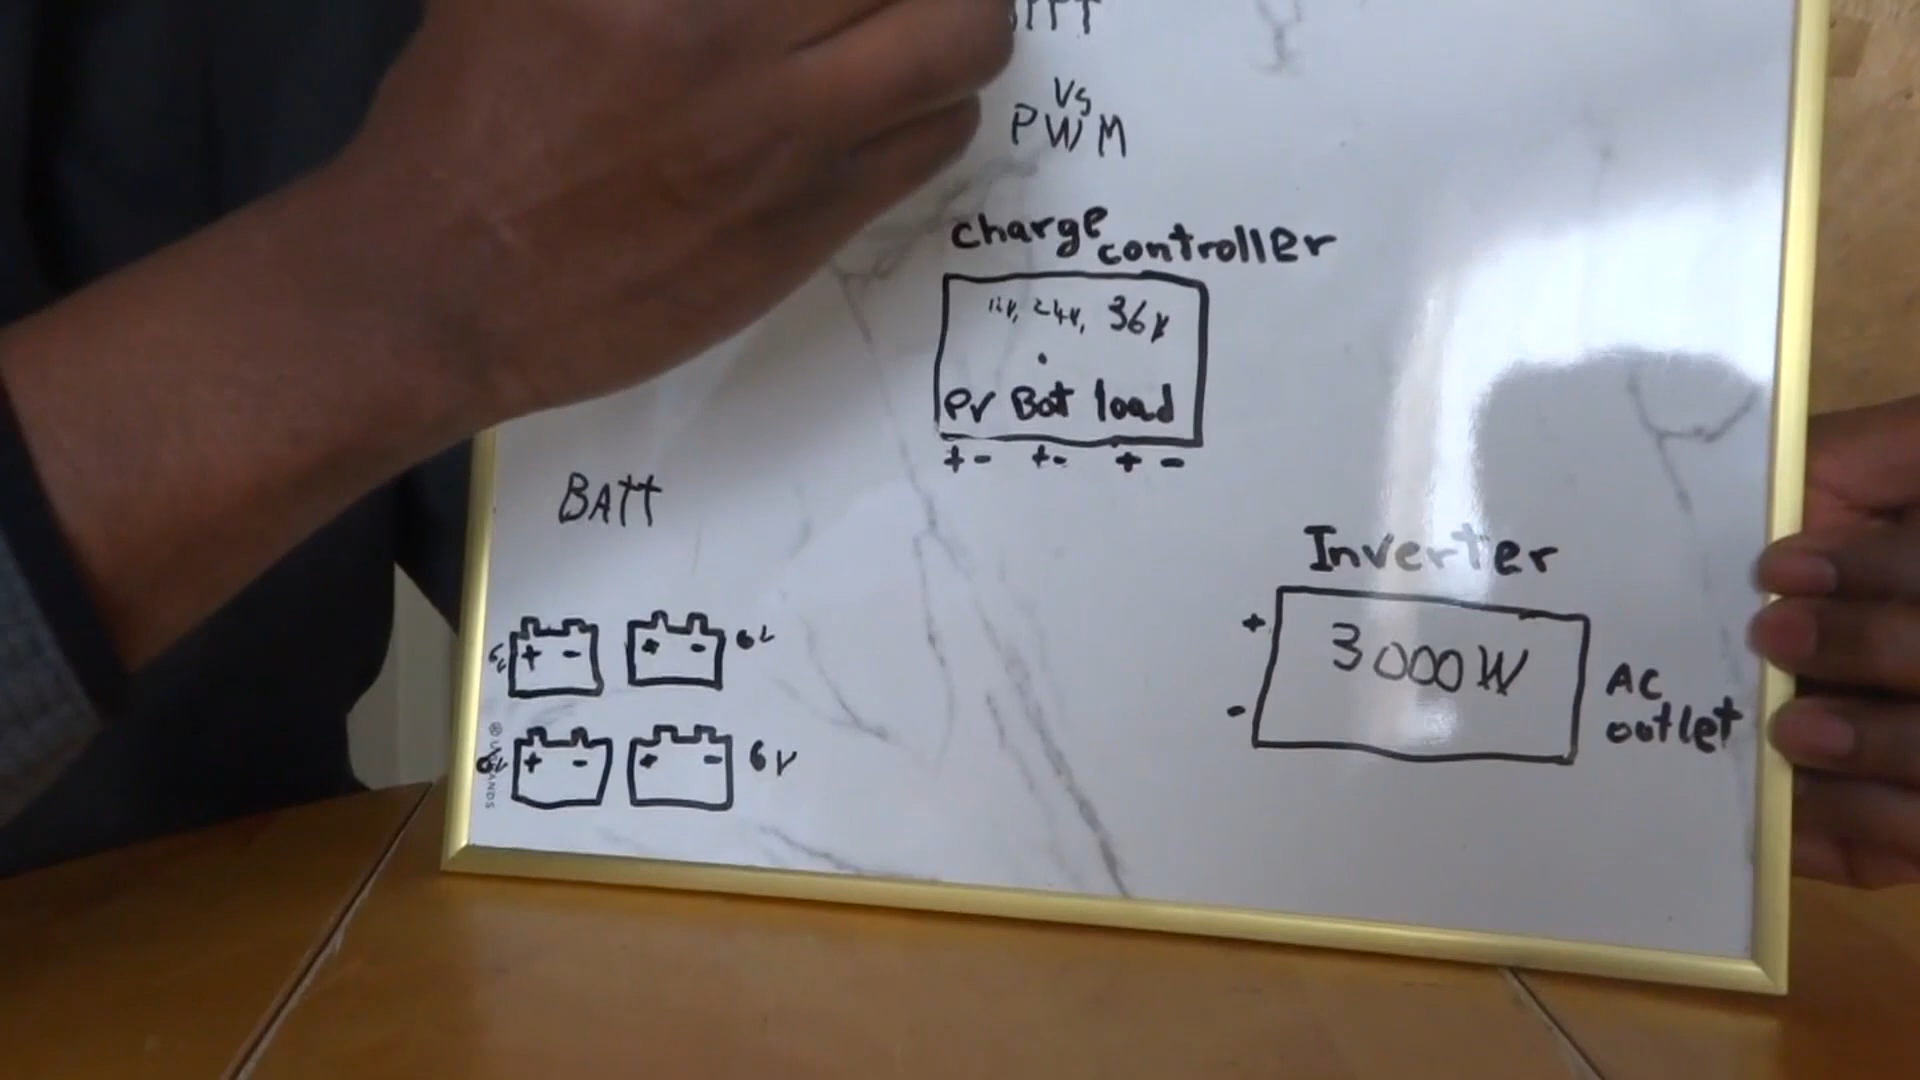 Vs
PWM
charge controller
12V, 24V, 36V
PV Bat load
+ - + - + -
BATT
Inverter
+ 3000W
- AC
outlet
+ - + - 6V
+ - + - 6V